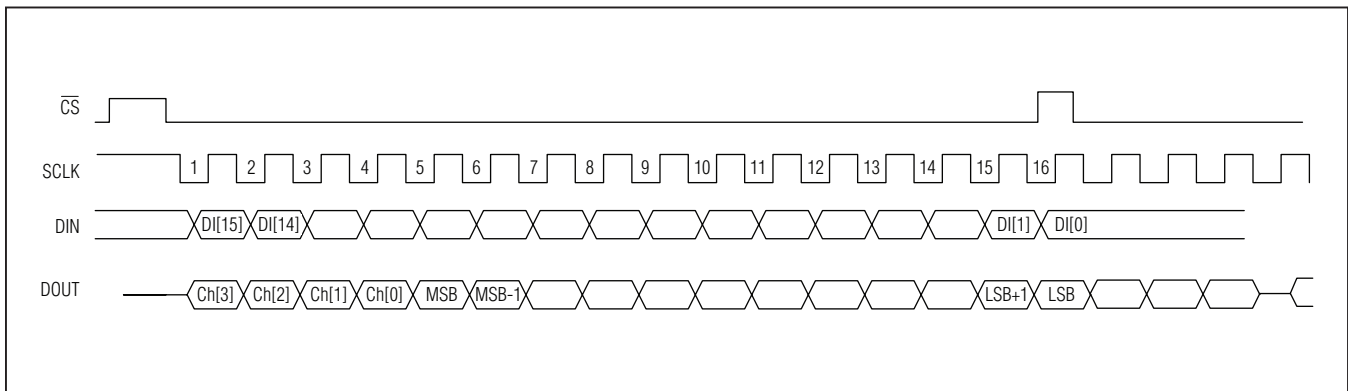 C̅S̅
SCLK 1 2 3 4 5 6 7 8 9 10 11 12 13 14 15 16
DIN DI[15] DI[14] DI[1] DI[0]
DOUT Ch[3] Ch[2] Ch[1] Ch[0] MSB MSB-1 LSB+1 LSB